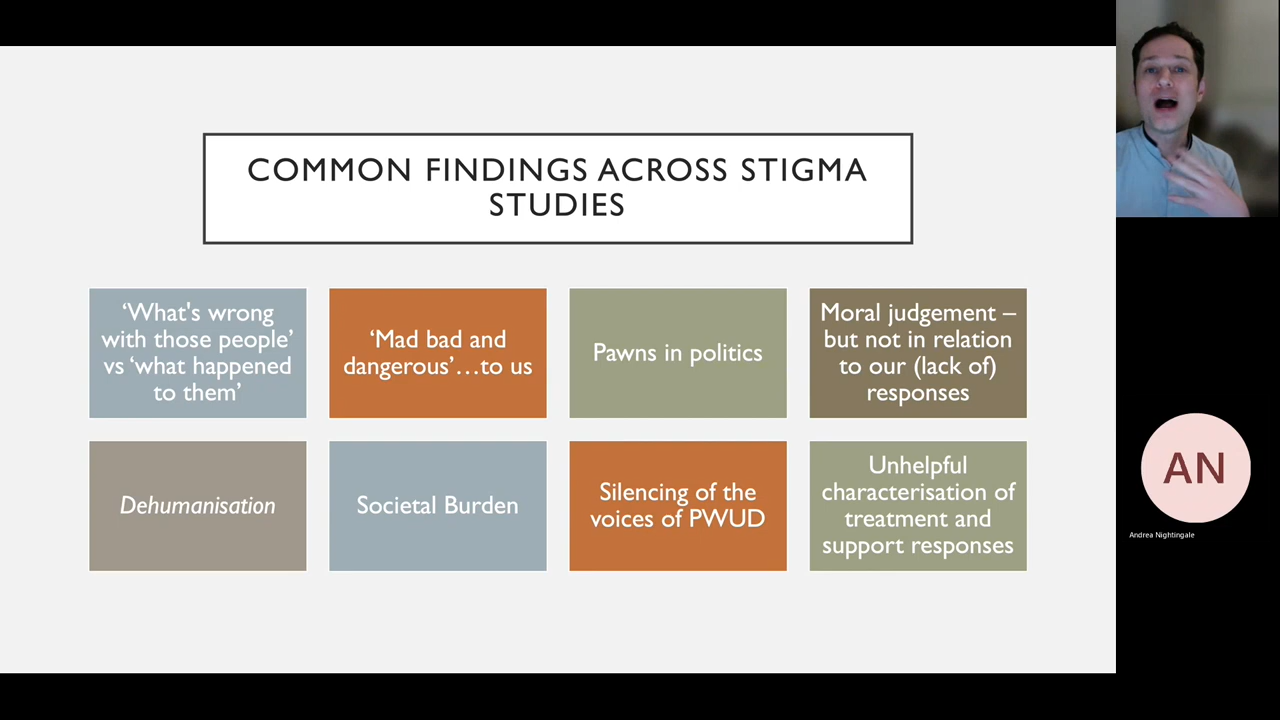 COMMON FINDINGS ACROSS STIGMA
STUDIES
‘What's wrong
with those people’
vs ‘what happened
to them’
‘Mad bad and
dangerous’…to us
Pawns in politics
Moral judgement –
but not in relation
to our (lack of)
responses
Dehumanisation
Societal Burden
Silencing of the
voices of PWUD
Unhelpful
characterisation of
treatment and
support responses
AN
Andrea Nightingale